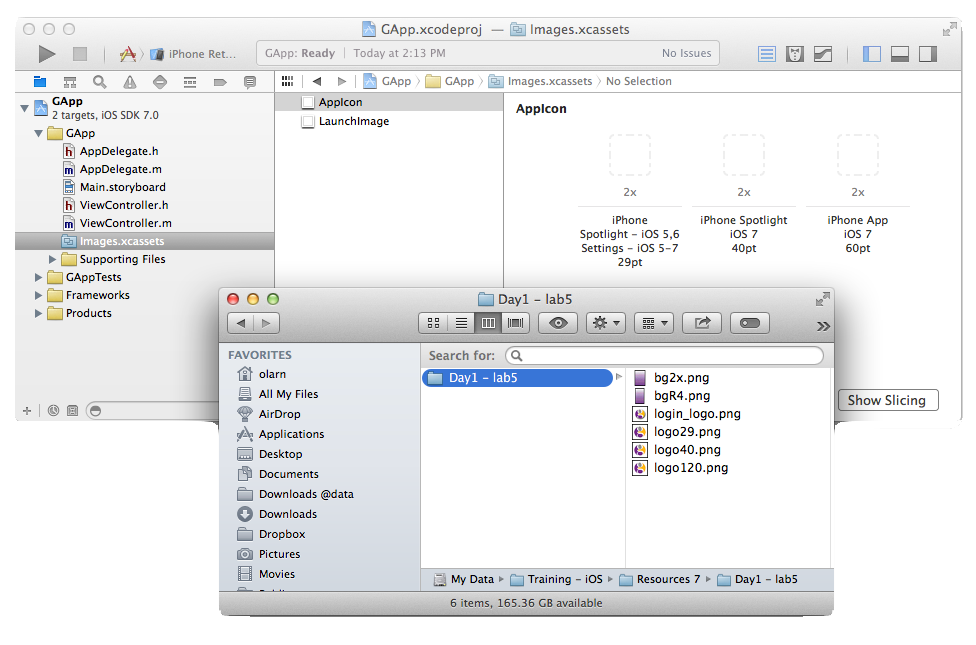 GApp.xcodeproj — Images.xcassets
iPhone Ret...
GApp: Ready | Today at 2:13 PM
No Issues
GApp
GApp
Images.xcassets
No Selection
GApp
2 targets, iOS SDK 7.0
GApp
AppDelegate.h
AppDelegate.m
Main.storyboard
ViewController.h
ViewController.m
Images.xcassets
Supporting Files
GAppTests
Frameworks
Products
AppIcon
LaunchImage
AppIcon
2x
2x
2x
iPhone
Spotlight – iOS 5,6
Settings – iOS 5–7
29pt
iPhone Spotlight
iOS 7
40pt
iPhone App
iOS 7
60pt
Show Slicing
Day1 – lab5
FAVORITES
olarn
All My Files
AirDrop
Applications
Desktop
Documents
Downloads @data
Downloads
Dropbox
Pictures
Movies
Search for:
Day1 – lab5
bg2x.png
bgR4.png
login_logo.png
logo29.png
logo40.png
logo120.png
My Data
Training – iOS
Resources 7
Day1 – lab5
6 items, 165.36 GB available